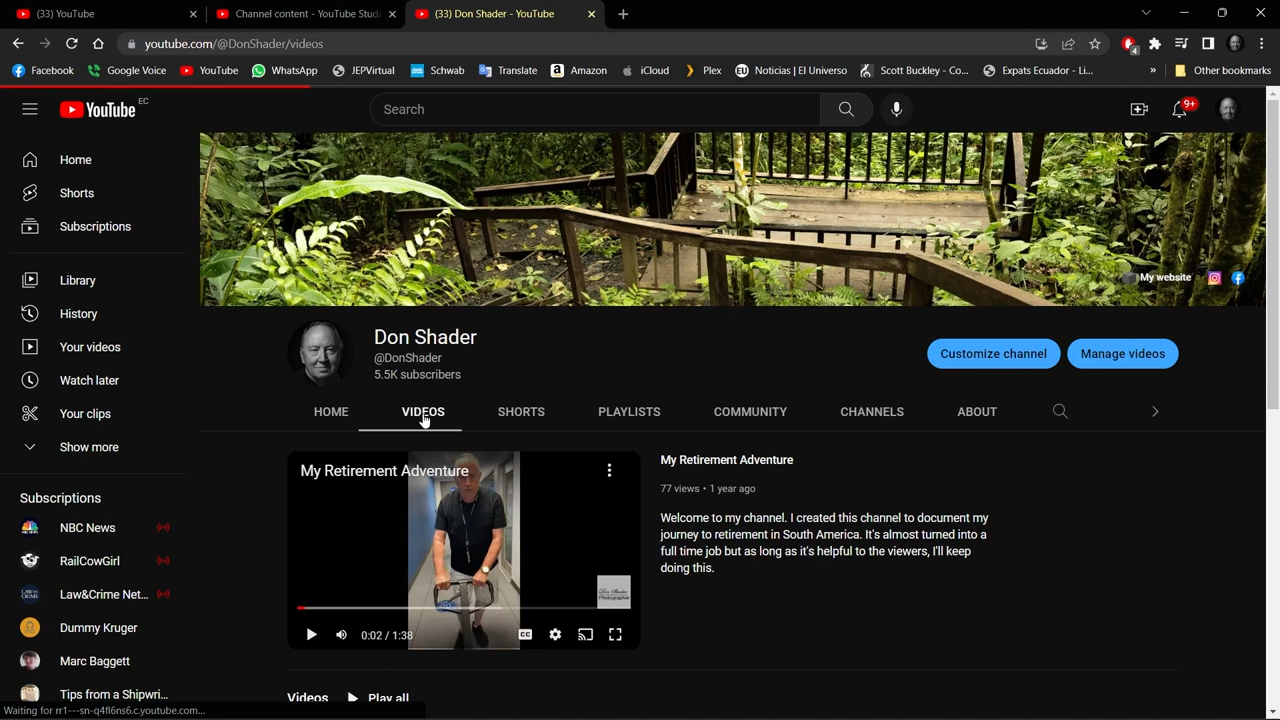 (33) YouTube
Channel content - YouTube Stud
(33) Don Shader - YouTube
youtube.com/@DonShader/videos
4
Facebook
Google Voice
YouTube
WhatsApp
JEPVirtual
Schwab
Translate
Amazon
iCloud
Plex
Noticias | El Universo
Scott Buckley - Co...
Expats Ecuador - Li...
»
Other bookmarks
YouTube EC
Search
9+
Home
Shorts
Subscriptions
Library
History
Your videos
Watch later
Your clips
Show more
Subscriptions
NBC News
RailCowGirl
Law&Crime Net...
Dummy Kruger
Marc Baggett
Tips from a Shipwri...
My website
Don Shader
@DonShader
5.5K subscribers
Customize channel
Manage videos
HOME
VIDEOS
SHORTS
PLAYLISTS
COMMUNITY
CHANNELS
ABOUT
My Retirement Adventure
Don Shader
Photographer
0:02 / 1:38
CC
My Retirement Adventure
77 views • 1 year ago
Welcome to my channel. I created this channel to document my
journey to retirement in South America. It's almost turned into a
full time job but as long as it's helpful to the viewers, I'll keep
doing this.
Videos
Play all
Waiting for rr1---sn-q4fl6ns6.c.youtube.com...